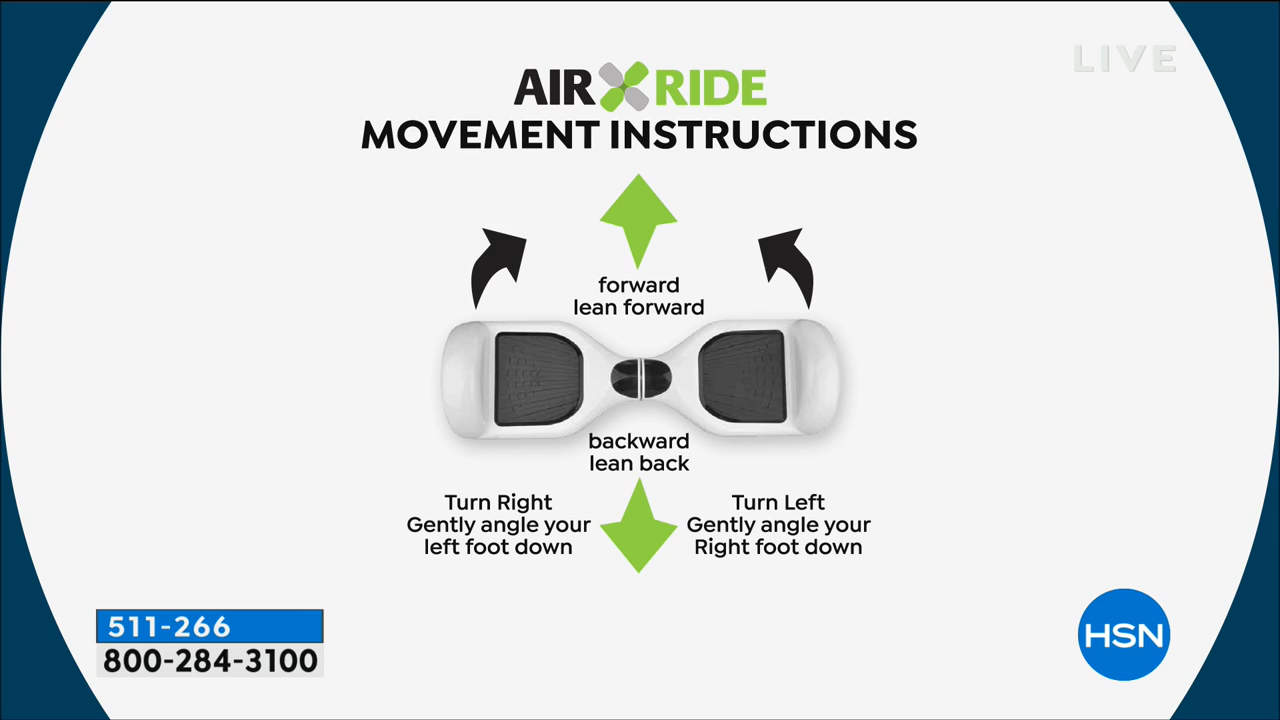 LIVE
AIR RIDE
MOVEMENT INSTRUCTIONS
forward
lean forward
backward
lean back
Turn Right
Gently angle your
left foot down
Turn Left
Gently angle your
Right foot down
511-266
800-284-3100
HSN